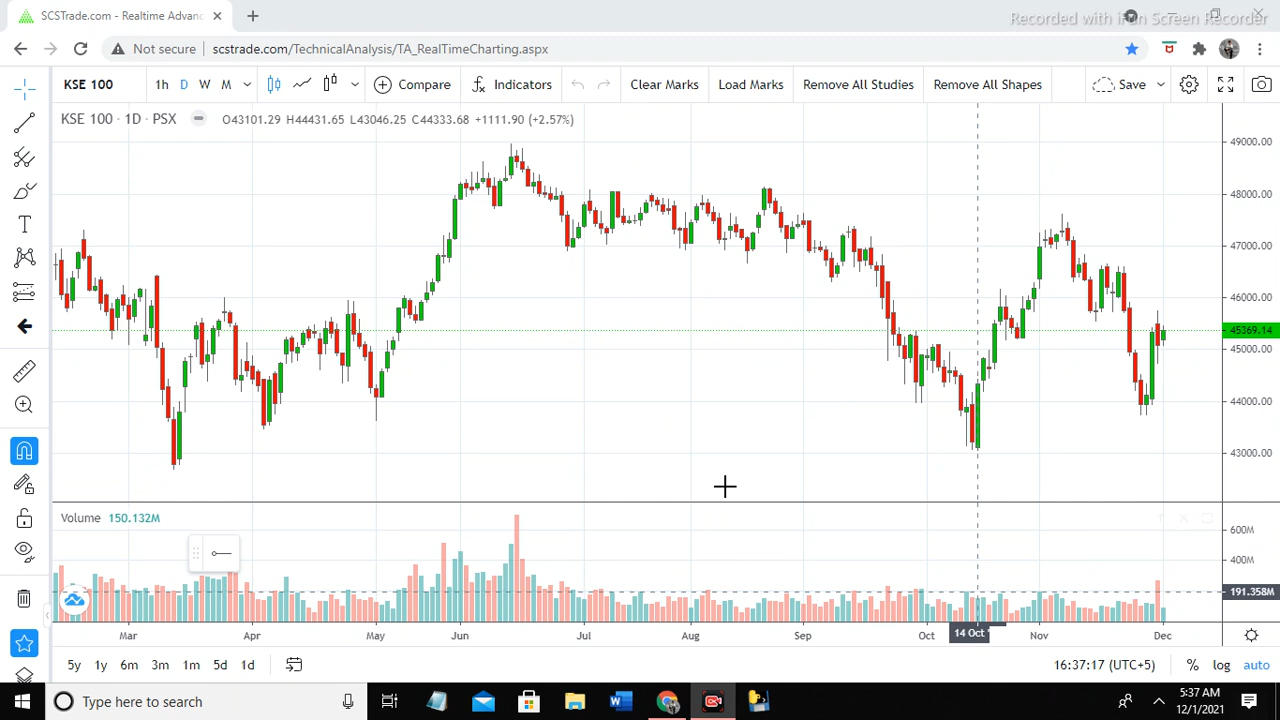 SCSTrade.com - Realtime Advanc
Recorded with iFun Screen Recorder
Not secure
scstrade.com/TechnicalAnalysis/TA_RealTimeCharting.aspx
KSE 100 1h D W M Compare Indicators Clear Marks Load Marks Remove All Studies Remove All Shapes Save
KSE 100 · 1D · PSX O43101.29 H44431.65 L43046.25 C44333.68 +1111.90 (+2.57%)
49000.00
48000.00
47000.00
46000.00
45369.14
45000.00
44000.00
43000.00
Volume 150.132M
600M
400M
191.358M
Mar Apr May Jun Jul Aug Sep Oct 14 Oct Nov Dec
5y 1y 6m 3m 1m 5d 1d 16:37:17 (UTC+5) % log auto
Type here to search
5:37 AM
12/1/2021